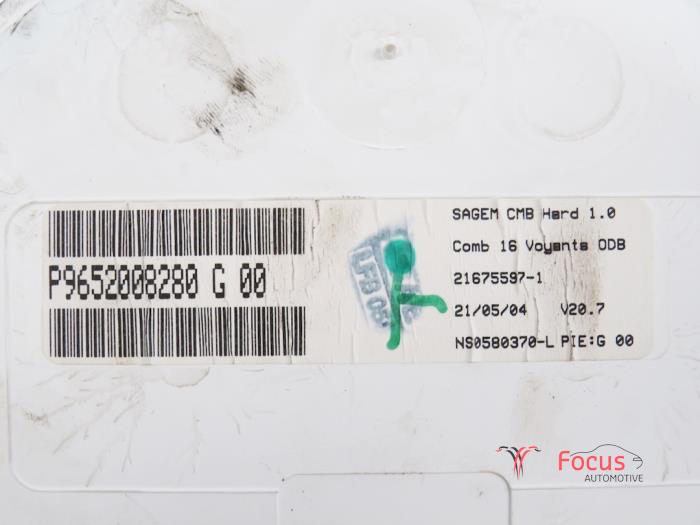 P9652008280 G 00
SAGEM CMB Hard 1.0
Comb 16 Voyants ODB
21675597-1
21/05/04 V20.7
NS0580370-L PIE:G 00
Focus
AUTOMOTIVE